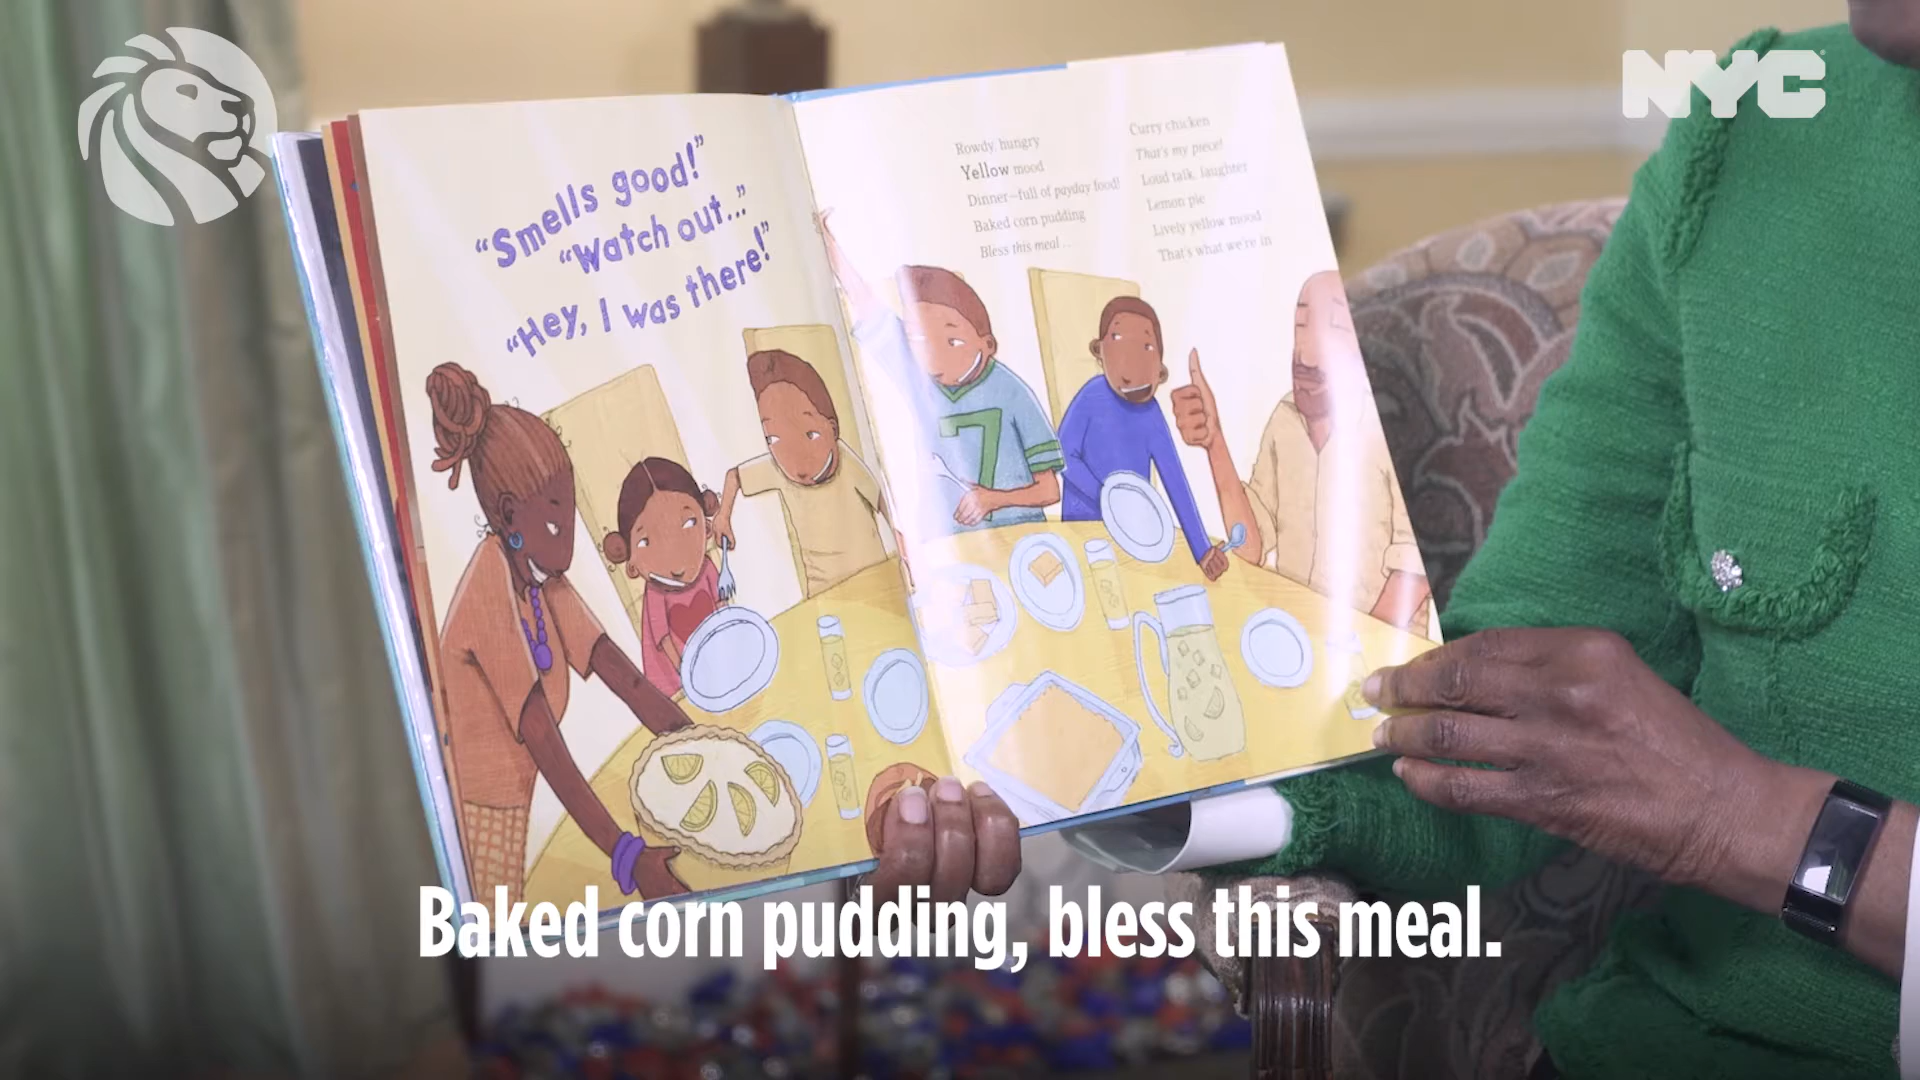 NYC
“Smells good!”
“Watch out...”
“Hey, I was there!”
Rowdy, hungry
Yellow mood
Dinner—full of payday food!
Baked corn pudding
Bless this meal ...
Curry chicken
That's my piece!
Loud talk, laughter
Lemon pie
Lively yellow mood
That's what we're in
7
Baked corn pudding, bless this meal.